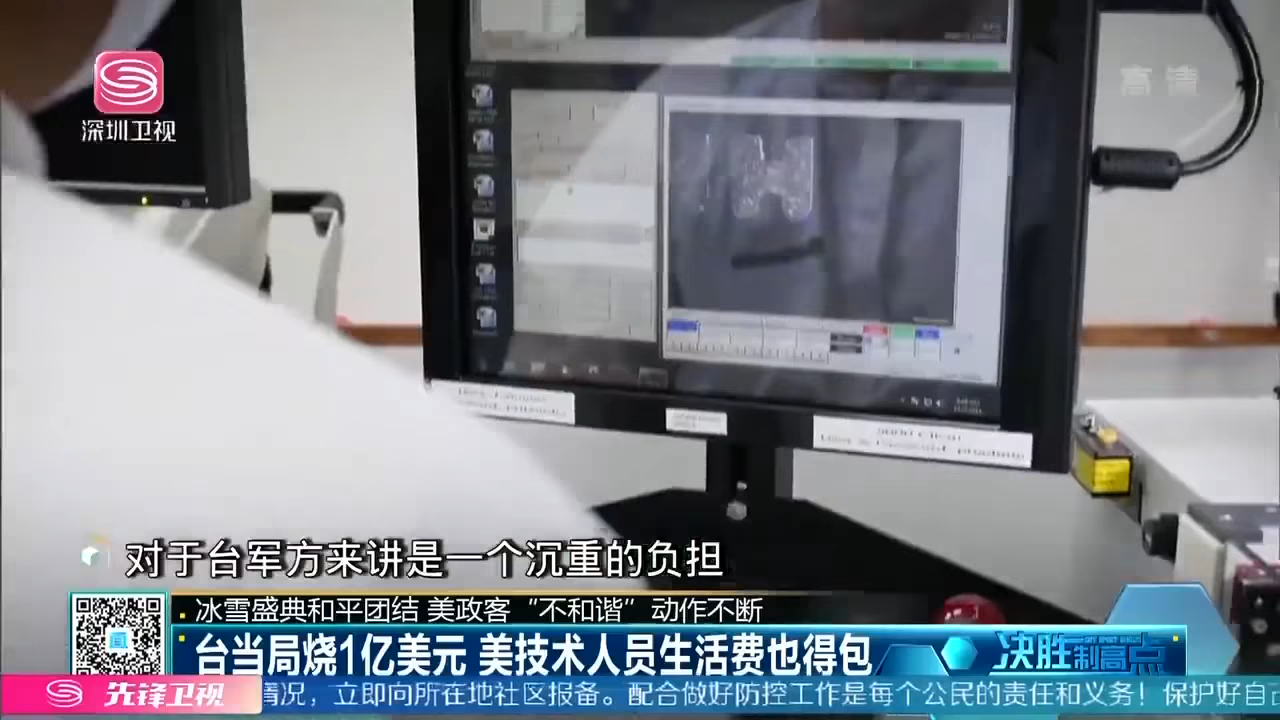 深圳卫视
高清
对于台军方来讲是一个沉重的负担
冰雪盛典和平团结 美政客“不和谐”动作不断
台当局烧1亿美元 美技术人员生活费也得包
决胜制高点
先锋卫视
情况，立即向所在地社区报备。配合做好防控工作是每个公民的责任和义务！保护好自己